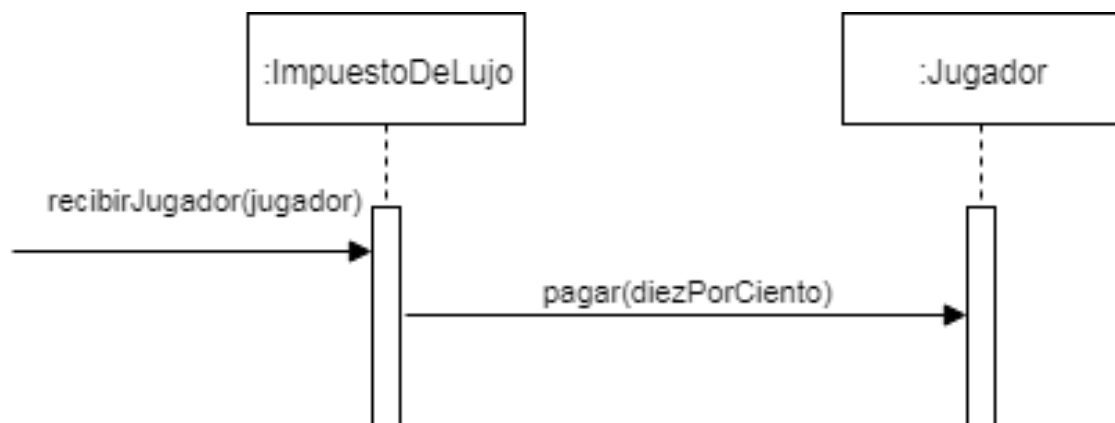 :ImpuestoDeLujo
:Jugador
recibirJugador(jugador)
pagar(diezPorCiento)